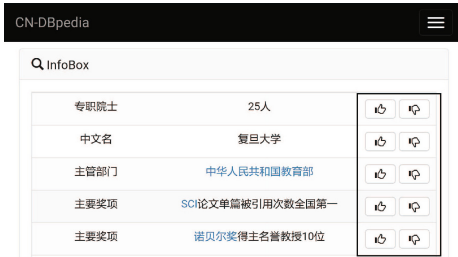 CN-DBpedia
InfoBox
专职院士 25人
中文名 复旦大学
主管部门 中华人民共和国教育部
主要奖项 SCI论文单篇被引用次数全国第一
主要奖项 诺贝尔奖得主名誉教授10位